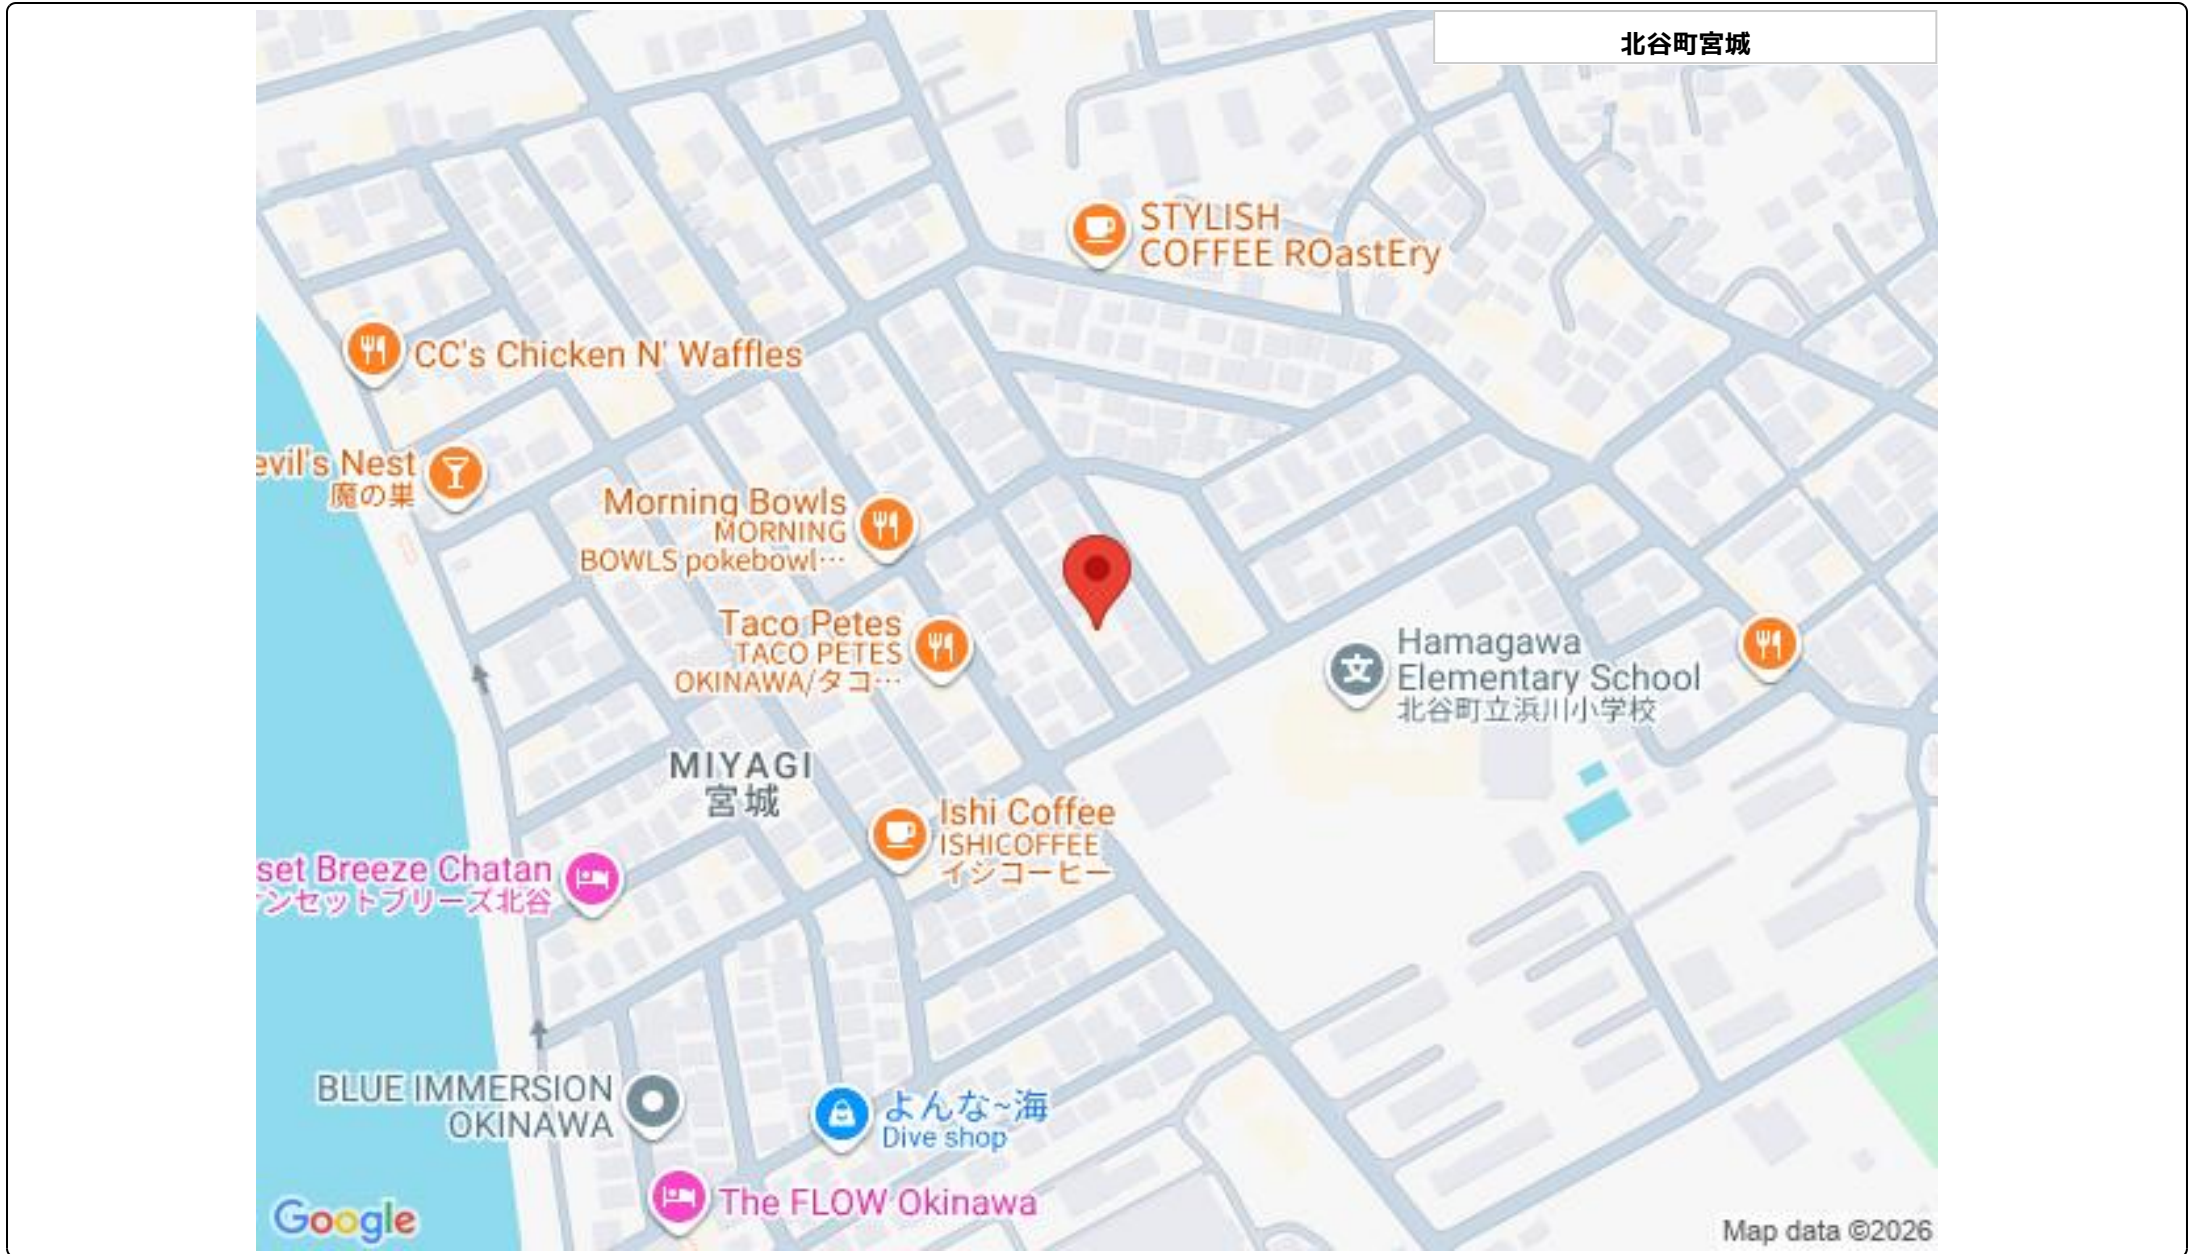 北谷町宮城
STYLISH
COFFEE ROastEry
CC's Chicken N' Waffles
evil's Nest
魔の巣
Morning Bowls
MORNING
BOWLS pokebowl…
Taco Petes
TACO PETES
OKINAWA/タコ…
Hamagawa
Elementary School
北谷町立浜川小学校
MIYAGI
宮城
Ishi Coffee
ISHICOFFEE
イシコーヒー
set Breeze Chatan
ンセットブリーズ北谷
BLUE IMMERSION
OKINAWA
よんな~海
Dive shop
The FLOW Okinawa
Google
Map data ©2026